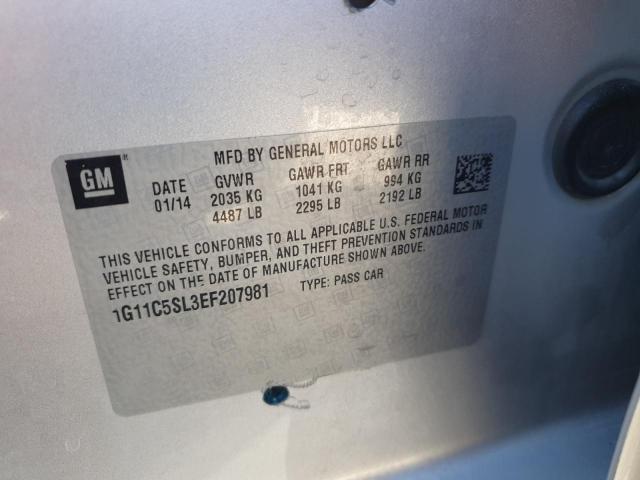 MFD BY GENERAL MOTORS LLC
GM
DATE GVWR GAWR FRT GAWR RR
01/14 2035 KG 1041 KG 994 KG
4487 LB 2295 LB 2192 LB
THIS VEHICLE CONFORMS TO ALL APPLICABLE U.S. FEDERAL MOTOR
VEHICLE SAFETY, BUMPER, AND THEFT PREVENTION STANDARDS IN
EFFECT ON THE DATE OF MANUFACTURE SHOWN ABOVE.
1G11C5SL3EF207981 TYPE: PASS CAR